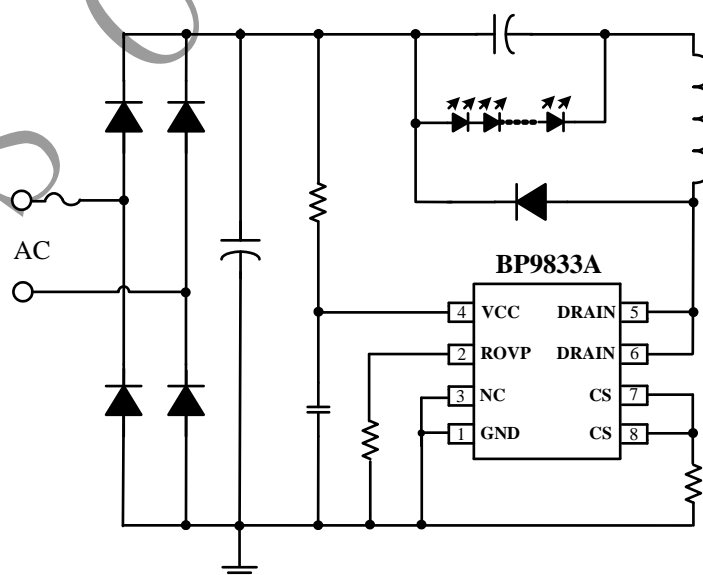 AC
BP9833A
4 VCC DRAIN 5
2 ROVP DRAIN 6
3 NC CS 7
1 GND CS 8